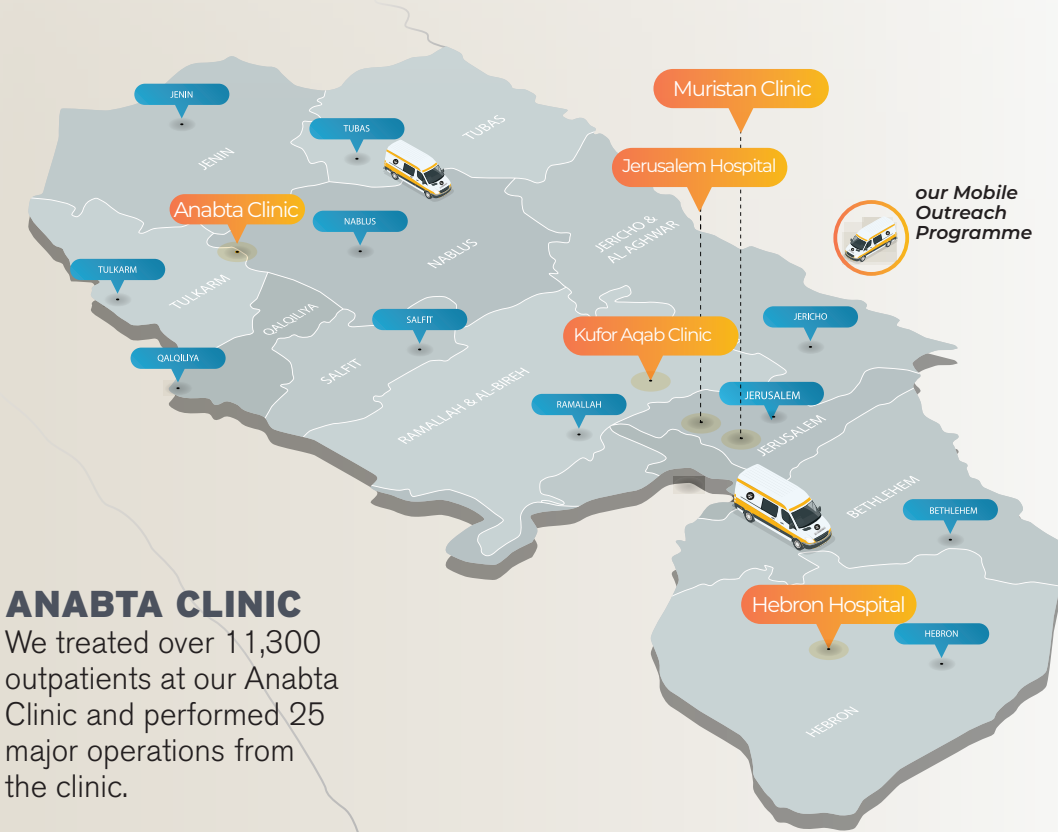 JENIN
TUBAS
TUBAS
JENIN
Muristan Clinic
Jerusalem Hospital
our Mobile
Outreach
Programme
Anabta Clinic
NABLUS
NABLUS
JERICHO &
AL AGHWAR
TULKARM
TULKARM
QALQILIYA
SALFIT
JERICHO
Kufor Aqab Clinic
QALQILIYA
SALFIT
RAMALLAH & AL-BIREH
RAMALLAH
JERUSALEM
JERUSALEM
BETHLEHEM
BETHLEHEM
Hebron Hospital
HEBRON
HEBRON
ANABTA CLINIC
We treated over 11,300
outpatients at our Anabta
Clinic and performed 25
major operations from
the clinic.